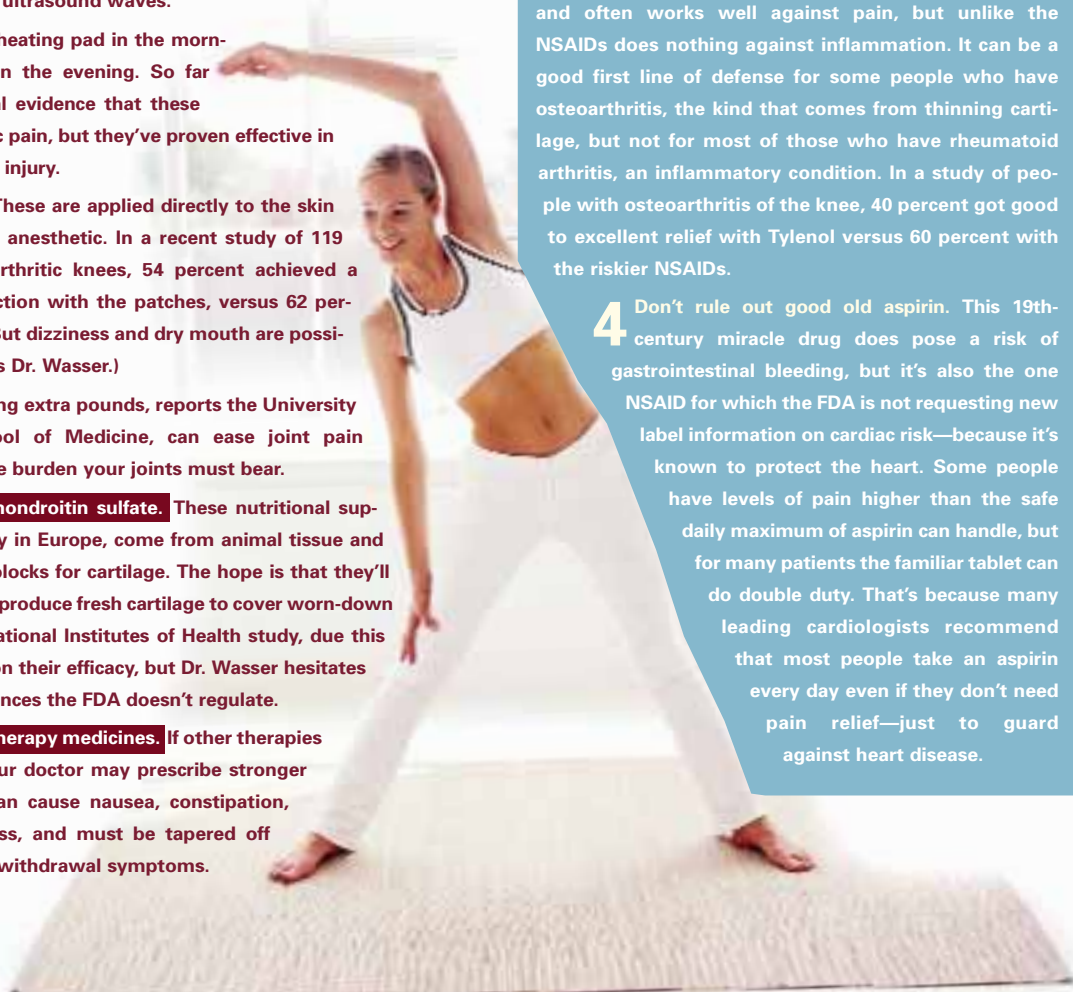 ultrasound waves.
heating pad in the morn-
n the evening. So far
l evidence that these
c pain, but they've proven effective in
injury.
These are applied directly to the skin
anesthetic. In a recent study of 119
rthritic knees, 54 percent achieved a
ction with the patches, versus 62 per-
But dizziness and dry mouth are possi-
s Dr. Wasser.)
ng extra pounds, reports the University
ool of Medicine, can ease joint pain
e burden your joints must bear.
hondroitin sulfate. These nutritional sup-
y in Europe, come from animal tissue and
blocks for cartilage. The hope is that they'll
produce fresh cartilage to cover worn-down
ational Institutes of Health study, due this
on their efficacy, but Dr. Wasser hesitates
nces the FDA doesn't regulate.
herapy medicines. If other therapies
ur doctor may prescribe stronger
an cause nausea, constipation,
ss, and must be tapered off
withdrawal symptoms.
and often works well against pain, but unlike the
NSAIDs does nothing against inflammation. It can be a
good first line of defense for some people who have
osteoarthritis, the kind that comes from thinning carti-
lage, but not for most of those who have rheumatoid
arthritis, an inflammatory condition. In a study of peo-
ple with osteoarthritis of the knee, 40 percent got good
to excellent relief with Tylenol versus 60 percent with
the riskier NSAIDs.
4 Don't rule out good old aspirin. This 19th-
century miracle drug does pose a risk of
gastrointestinal bleeding, but it's also the one
NSAID for which the FDA is not requesting new
label information on cardiac risk—because it's
known to protect the heart. Some people
have levels of pain higher than the safe
daily maximum of aspirin can handle, but
for many patients the familiar tablet can
do double duty. That's because many
leading cardiologists recommend
that most people take an aspirin
every day even if they don't need
pain relief—just to guard
against heart disease.